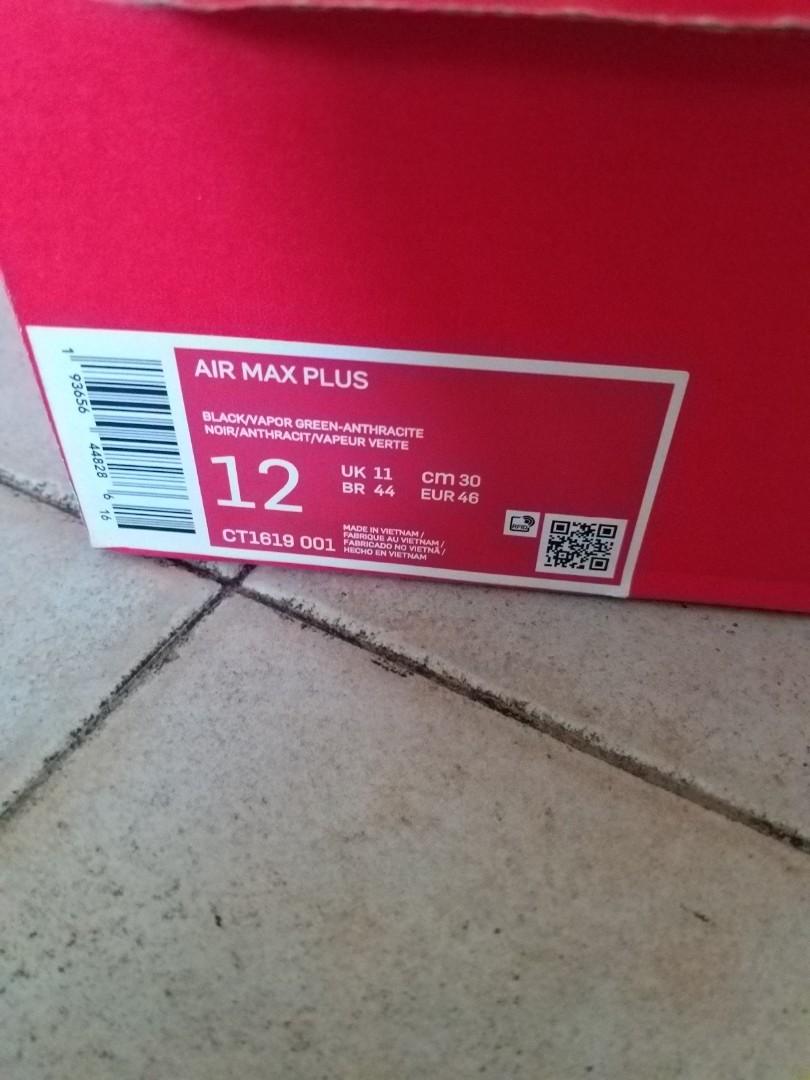 AIR MAX PLUS
BLACK/VAPOR GREEN-ANTHRACITE
NOIR/ANTHRACIT/VAPEUR VERTE
12
UK 11 cm 30
BR 44 EUR 46
CT1619 001
MADE IN VIETNAM /
FABRIQUE AU VIETNAM /
FABRICADO NO VIETNÃ /
HECHO EN VIETNAM
RFID
1 93656 44828 6 16